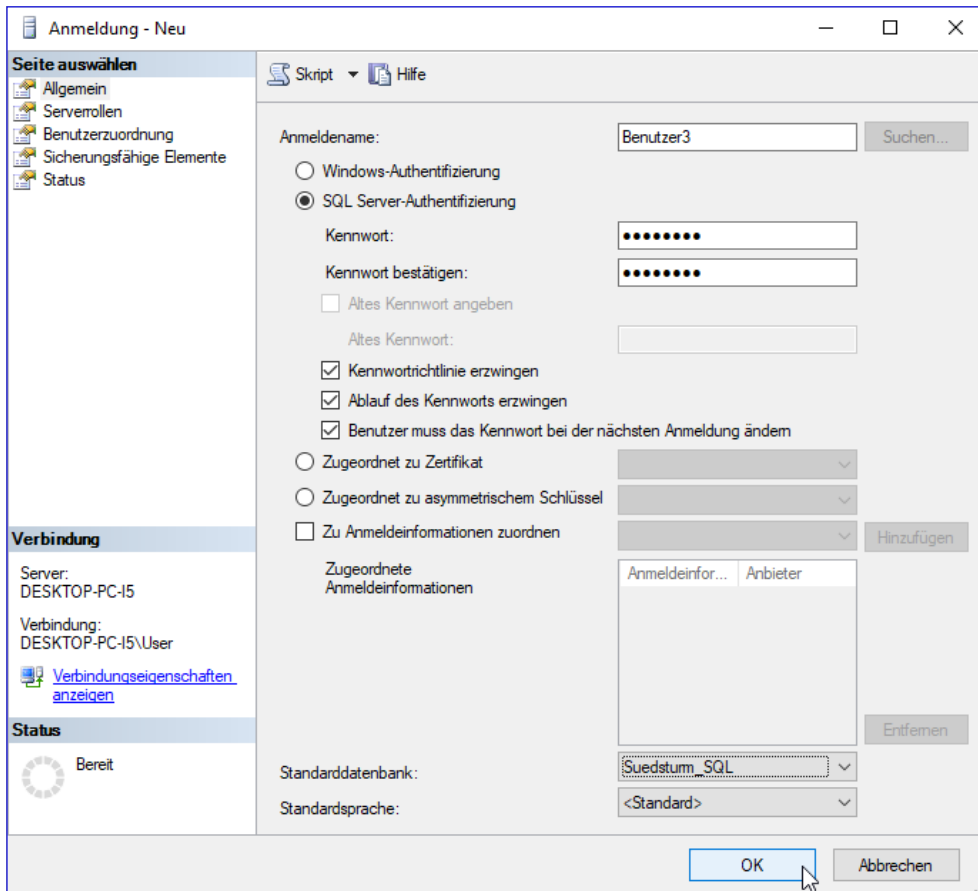 Anmeldung - Neu
Seite auswählen
Allgemein
Serverrollen
Benutzerzuordnung
Sicherungsfähige Elemente
Status
Verbindung
Server:
DESKTOP-PC-I5
Verbindung:
DESKTOP-PC-I5\User
Verbindungseigenschaften
anzeigen
Status
Bereit
Skript Hilfe
Anmeldename: Benutzer3 Suchen...
Windows-Authentifizierung
SQL Server-Authentifizierung
Kennwort: ●●●●●●●●
Kennwort bestätigen: ●●●●●●●●
Altes Kennwort angeben
Altes Kennwort:
Kennwortrichtlinie erzwingen
Ablauf des Kennworts erzwingen
Benutzer muss das Kennwort bei der nächsten Anmeldung ändern
Zugeordnet zu Zertifikat
Zugeordnet zu asymmetrischem Schlüssel
Zu Anmeldeinformationen zuordnen Hinzufügen
Zugeordnete
Anmeldeinformationen
Anmeldeinfor... Anbieter
Entfernen
Standarddatenbank: Suedsturm_SQL
Standardsprache: <Standard>
OK Abbrechen